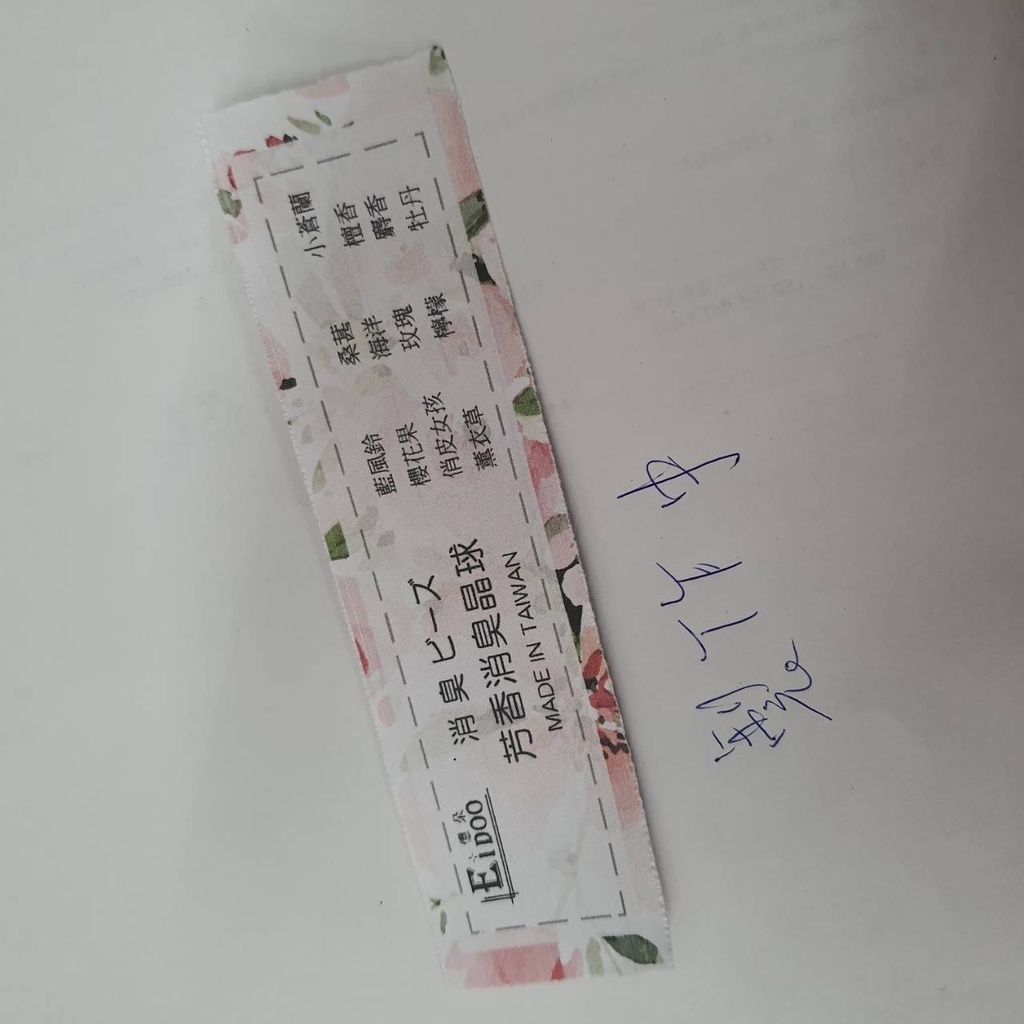 EiDOO
消臭ビーズ
芳香消臭晶球
MADE IN TAIWAN
藍風鈴 桑葚 小蒼蘭
櫻花果 海洋 檀香
俏皮女孩 玫瑰 麝香
薰衣草 檸檬 牡丹
製作中